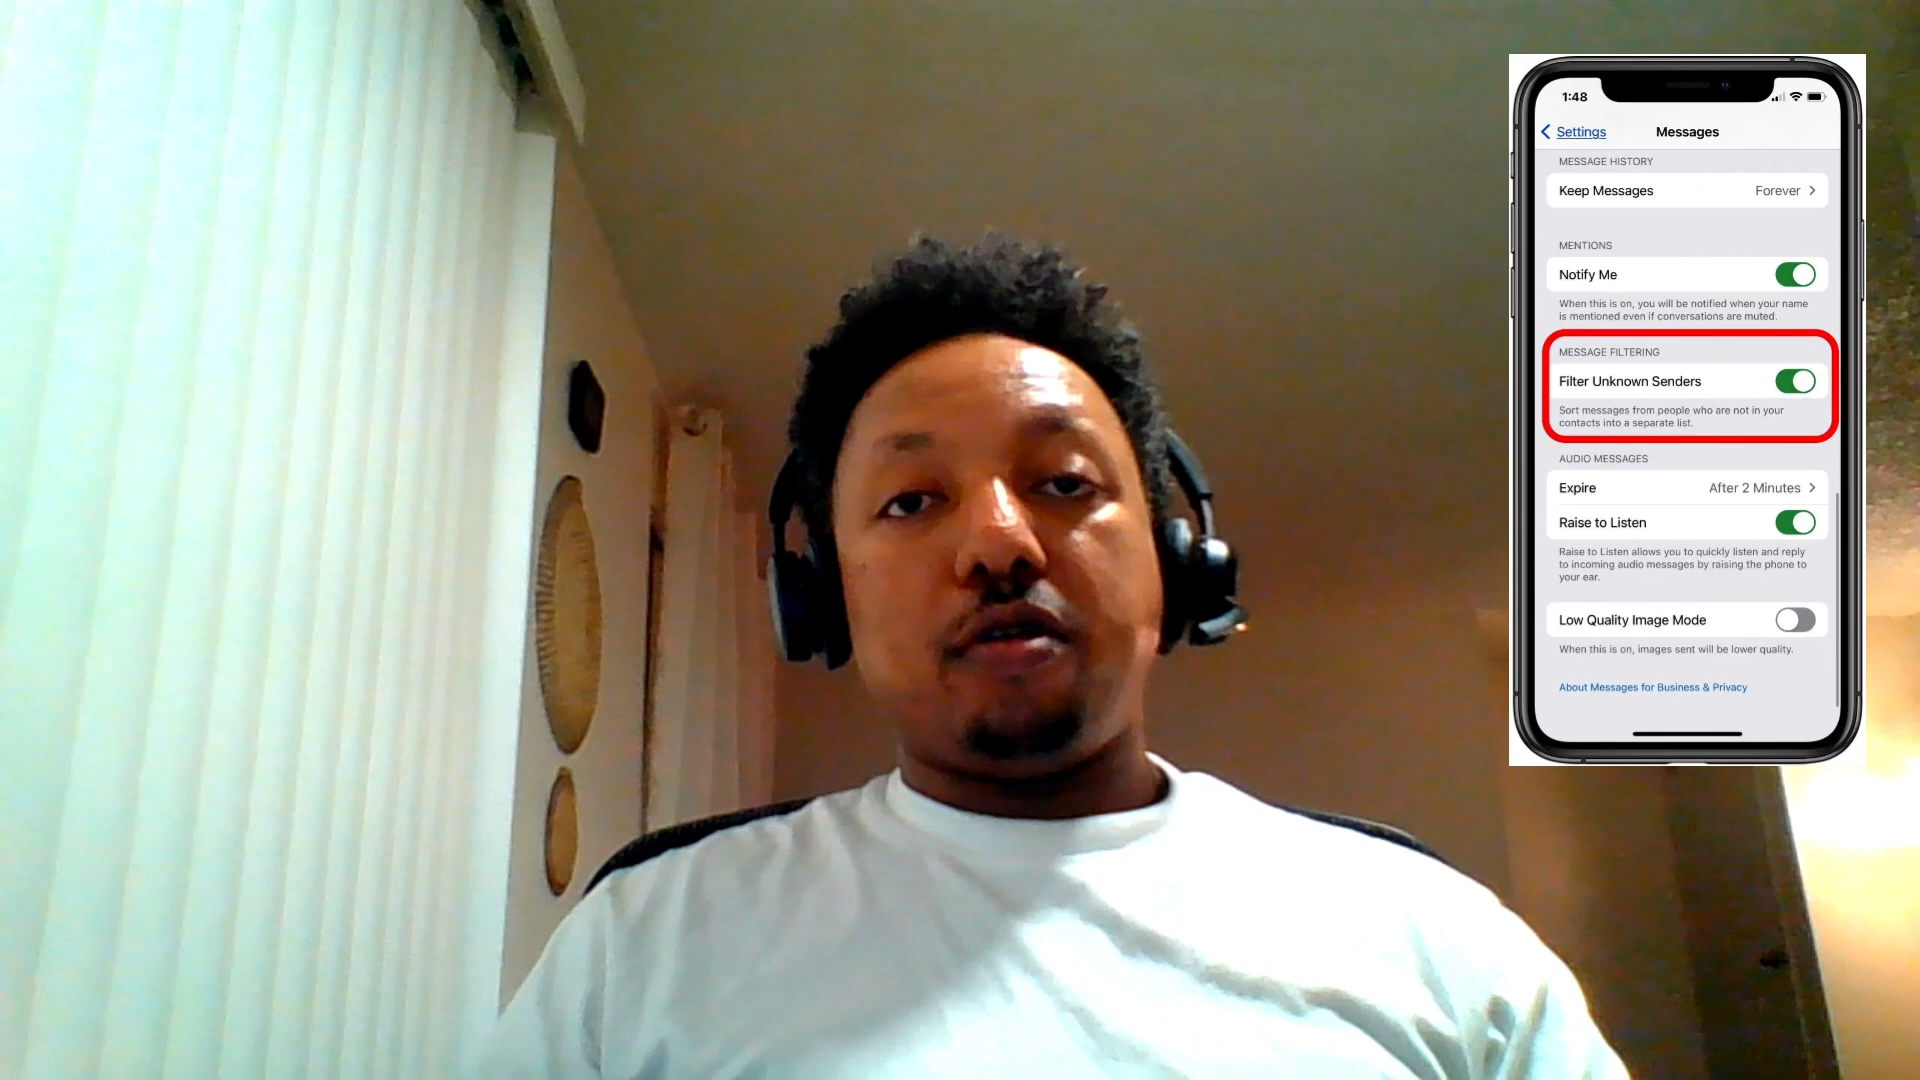 1:48
Settings
Messages
MESSAGE HISTORY
Keep Messages Forever
MENTIONS
Notify Me
When this is on, you will be notified when your name
is mentioned even if conversations are muted.
MESSAGE FILTERING
Filter Unknown Senders
Sort messages from people who are not in your
contacts into a separate list.
AUDIO MESSAGES
Expire After 2 Minutes
Raise to Listen
Raise to Listen allows you to quickly listen and reply
to incoming audio messages by raising the phone to
your ear.
Low Quality Image Mode
When this is on, images sent will be lower quality.
About Messages for Business & Privacy